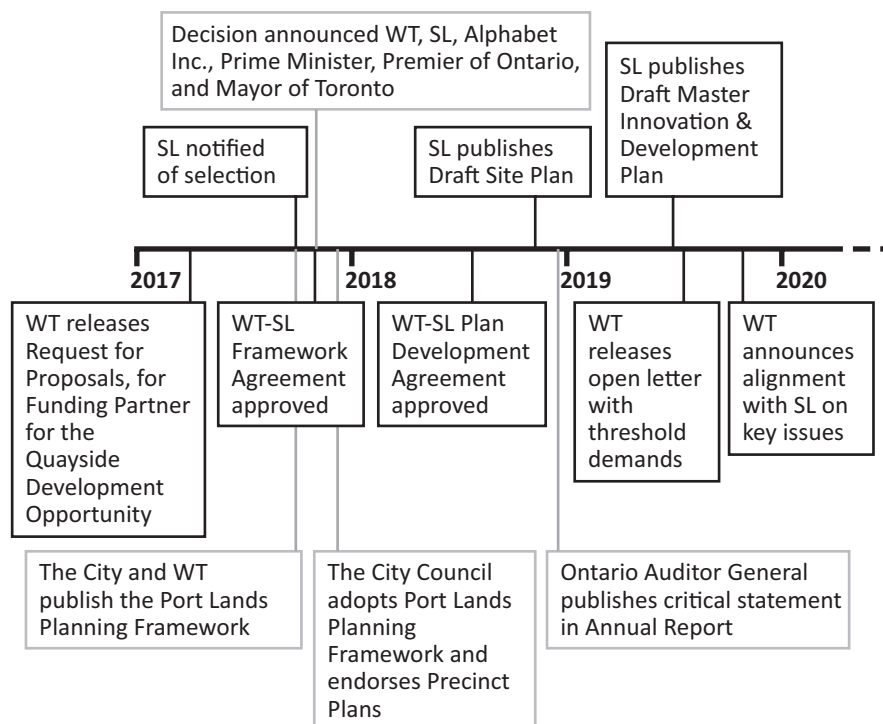 Decision announced WT, SL, Alphabet
Inc., Prime Minister, Premier of Ontario,
and Mayor of Toronto
SL publishes
Draft Master
Innovation &
Development
Plan
SL notified
of selection
SL publishes
Draft Site Plan
2017
2018
2019
2020
WT releases
Request for
Proposals, for
Funding Partner
for the
Quayside
Development
Opportunity
WT-SL
Framework
Agreement
approved
WT-SL Plan
Development
Agreement
approved
WT
releases
open letter
with
threshold
demands
WT
announces
alignment
with SL on
key issues
The City and WT
publish the Port Lands
Planning Framework
The City Council
adopts Port Lands
Planning
Framework and
endorses Precinct
Plans
Ontario Auditor General
publishes critical statement
in Annual Report